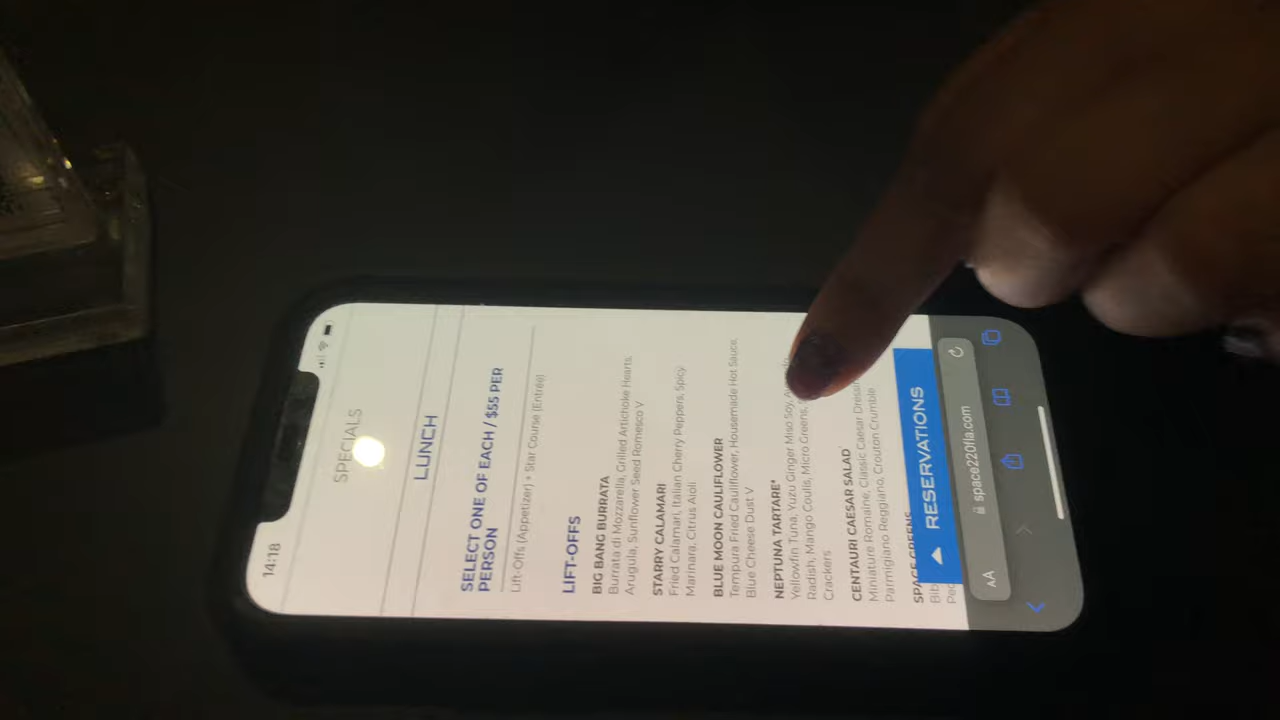 14:18
SPECIALS
LUNCH
SELECT ONE OF EACH / $55 PER
PERSON
Lift-Offs (Appetizer) + Star Course (Entrée)
LIFT-OFFS
BIG BANG BURRATA
Burrata di Mozzarella, Grilled Artichoke Hearts,
Arugula, Sunflower Seed Romesco V
STARRY CALAMARI
Fried Calamari, Italian Cherry Peppers, Spicy
Marinara, Citrus Aioli
BLUE MOON CAULIFLOWER
Tempura Fried Cauliflower, Housemade Hot Sauce,
Blue Cheese Dust V
NEPTUNA TARTARE*
Yellowfin Tuna, Yuzu Ginger Miso Soy,
Radish, Mango Coulis, Micro Greens,
Crackers
CENTAURI CAESAR SALAD
Miniature Romaine, Classic Caesar
Parmigiano Reggiano, Crouton Crumble
SPACE GREENS
RESERVATIONS
AA
space220fla.com